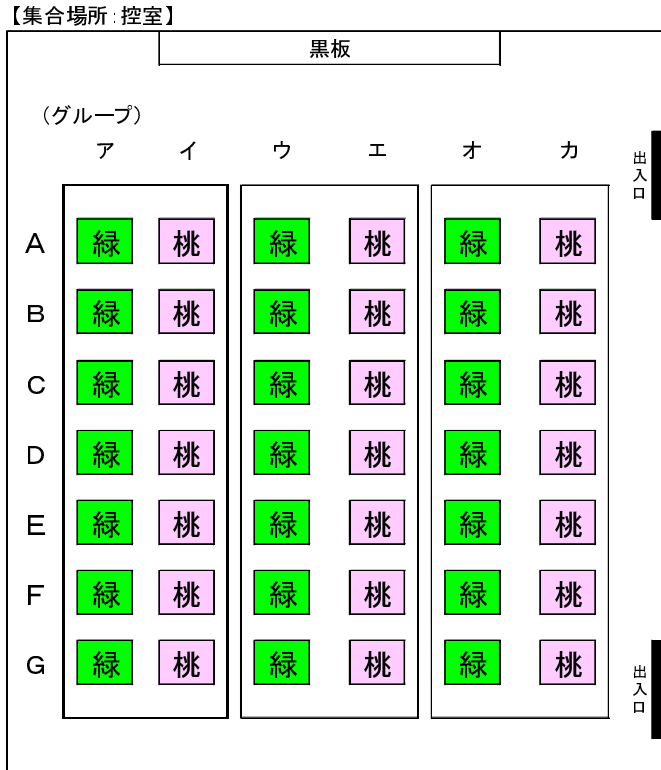 【集合場所:控室】
黒板
(グループ)
ア イ ウ エ オ カ
出入口
A 緑 桃 緑 桃 緑 桃
B 緑 桃 緑 桃 緑 桃
C 緑 桃 緑 桃 緑 桃
D 緑 桃 緑 桃 緑 桃
E 緑 桃 緑 桃 緑 桃
F 緑 桃 緑 桃 緑 桃
G 緑 桃 緑 桃 緑 桃
出入口